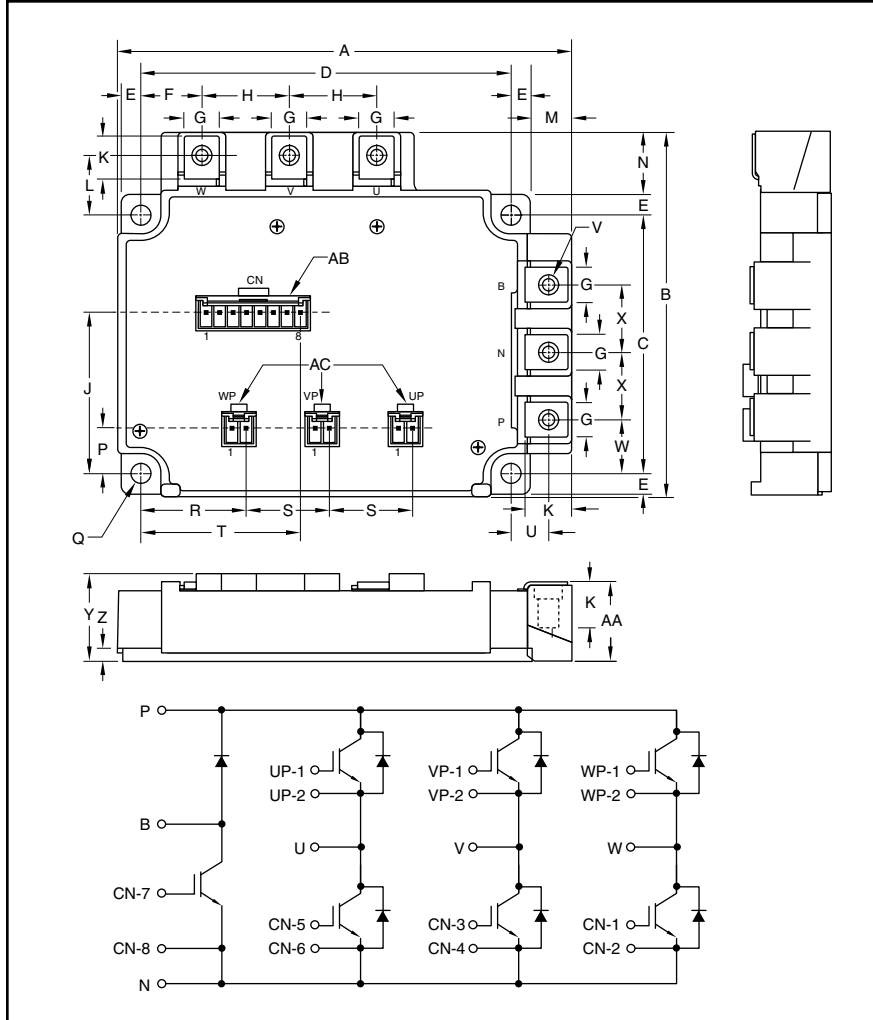 A
D
E F H H E M
G G G
K
L
N
W V U
E
V
AB
CN
B
G
1 8
X
B
C
N
G
J
AC
X
WP VP UP
P
G
W
P
1 1 1
E
Q
R S S
K
T
U
Y
Z
K
AA
P
UP-1 VP-1 WP-1
UP-2 VP-2 WP-2
B
U V W
CN-7
CN-5 CN-3 CN-1
CN-8 CN-6 CN-4 CN-2
N